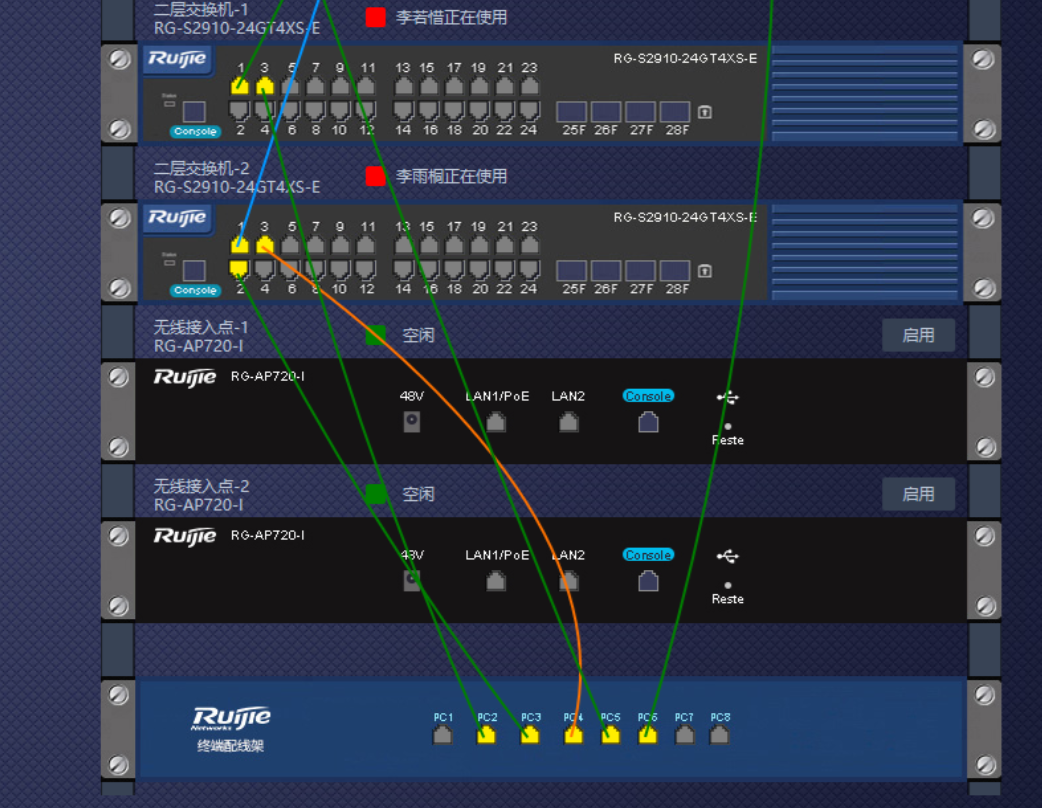 二层交换机-1
RG-S2910-24GT4XS-E
李若惜正在使用
Ruijie
RG-S2910-24GT4XS-E
1 3 5 7 9 11 13 15 17 19 21 23
Console
2 4 6 8 10 12 14 16 18 20 22 24 25F 26F 27F 28F
二层交换机-2
RG-S2910-24GT4XS-E
李雨桐正在使用
Ruijie
RG-S2910-24GT4XS-E
1 3 5 7 9 11 13 15 17 19 21 23
Console
2 4 6 8 10 12 14 16 18 20 22 24 25F 26F 27F 28F
无线接入点-1
RG-AP720-I
空闲
启用
Ruijie RG-AP720-I
48V LAN1/PoE LAN2 Console
Reste
无线接入点-2
RG-AP720-I
空闲
启用
Ruijie RG-AP720-I
48V LAN1/PoE LAN2 Console
Reste
Ruijie
Networks
终端配线架
PC1 PC2 PC3 PC4 PC5 PC6 PC7 PC8